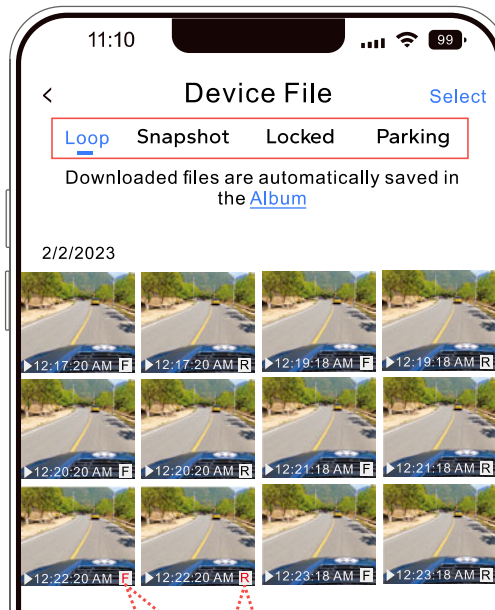 11:10
99
Device File
Select
Loop Snapshot Locked Parking
Downloaded files are automatically saved in
the Album
2/2/2023
12:17:20 AM F 12:17:20 AM R 12:19:18 AM F 12:19:18 AM R
12:20:20 AM F 12:20:20 AM R 12:21:18 AM F 12:21:18 AM R
12:22:20 AM F 12:22:20 AM R 12:23:18 AM F 12:23:18 AM R